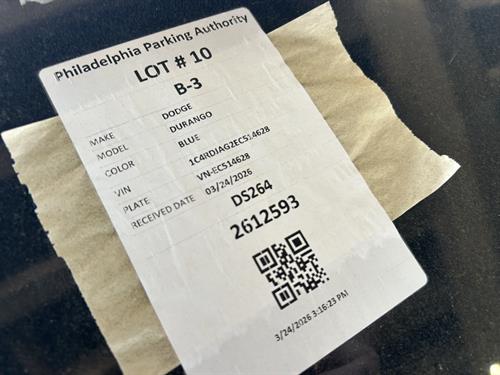 Philadelphia Parking Authority
LOT # 10
B-3
MAKE DODGE
MODEL DURANGO
COLOR BLUE
VIN 1C4RDJAG2EC514628
PLATE VN-EC514628
RECEIVED DATE 03/24/2026
DS264
2612593
3/24/2026 3:16:23 PM